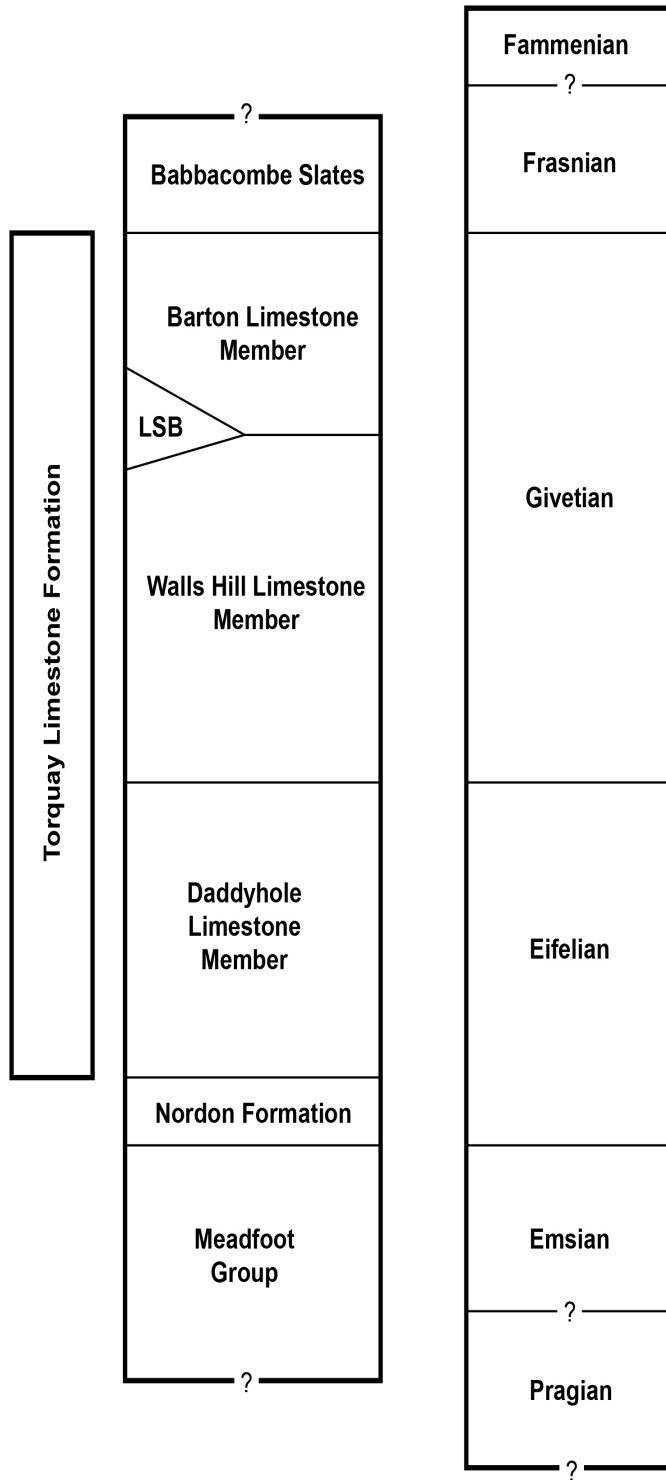 Torquay Limestone Formation
?
Babbacombe Slates
Barton Limestone
Member
LSB
Walls Hill Limestone
Member
Daddyhole
Limestone
Member
Nordon Formation
Meadfoot
Group
?
Fammenian
?
Frasnian
Givetian
Eifelian
Emsian
?
Pragian
?